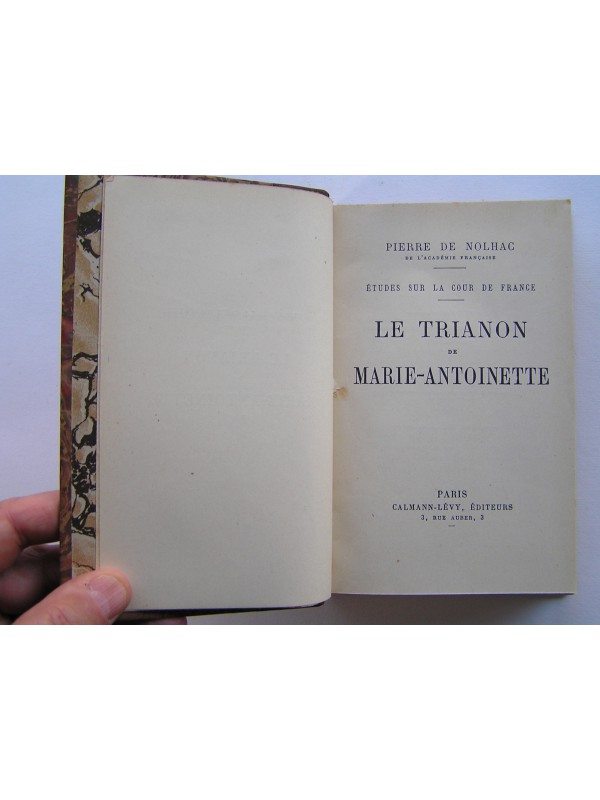 PIERRE DE NOLHAC
DE L'ACADÉMIE FRANÇAISE
ÉTUDES SUR LA COUR DE FRANCE
LE TRIANON
DE
MARIE-ANTOINETTE
PARIS
CALMANN-LÉVY, ÉDITEURS
3, RUE AUBER, 3